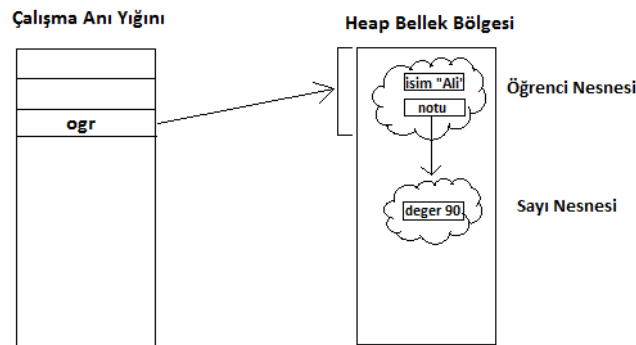 Çalışma Anı Yığını
Heap Bellek Bölgesi
isim "Ali"
Öğrenci Nesnesi
notu
ogr
deger 90
Sayı Nesnesi